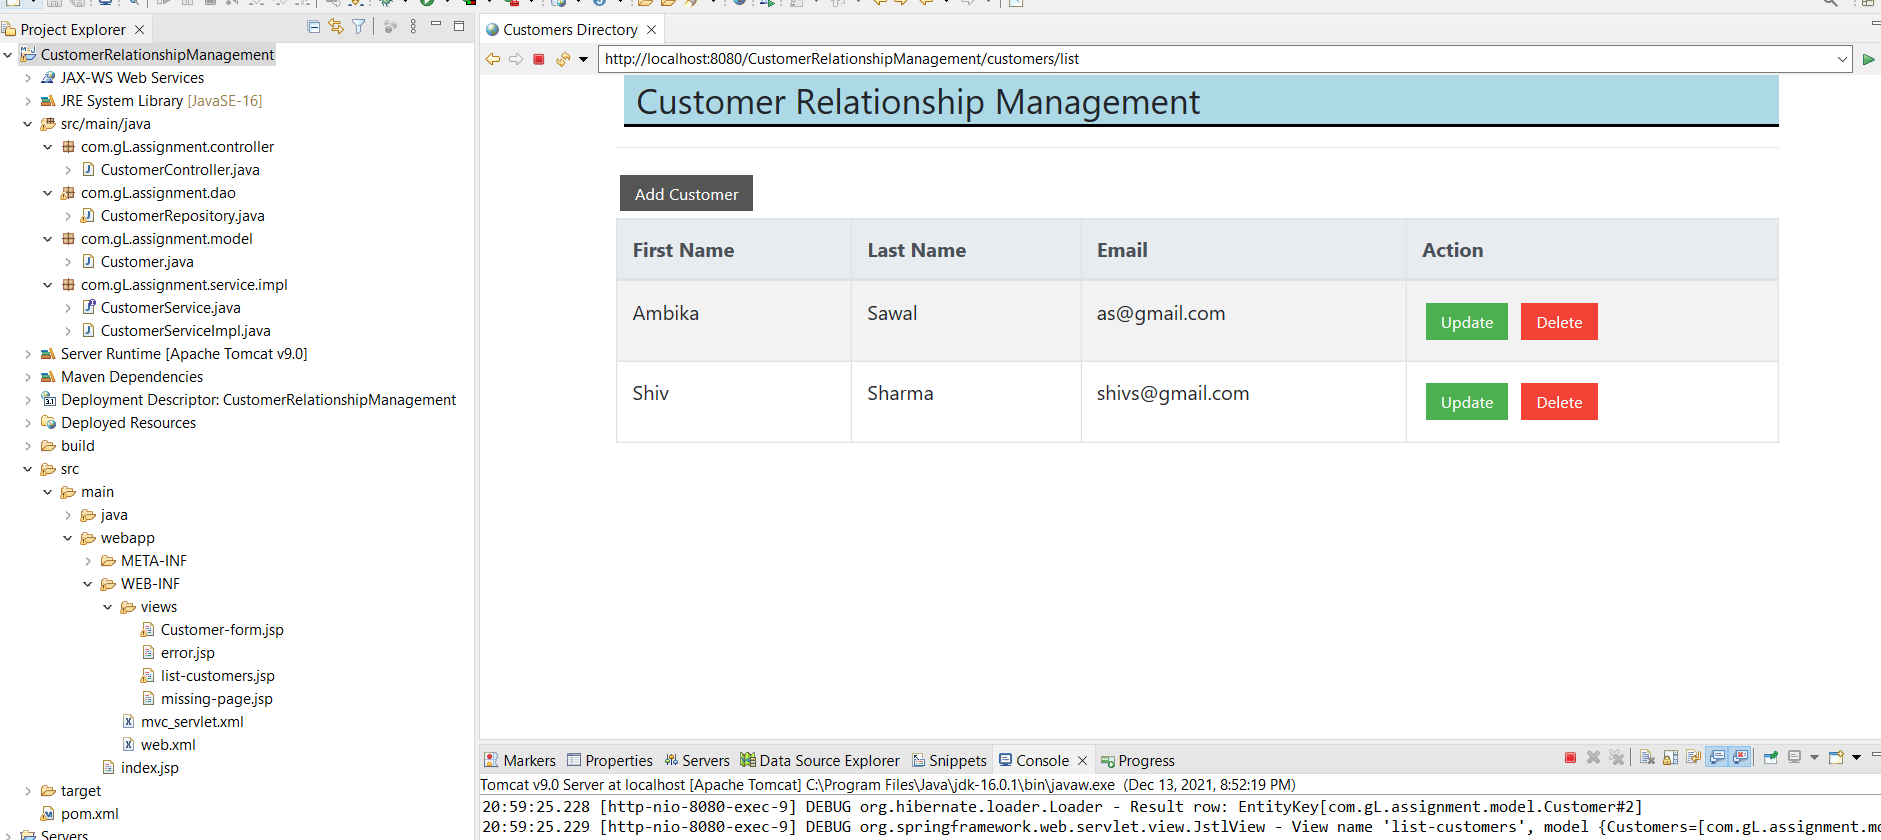 Project Explorer
CustomerRelationshipManagement
JAX-WS Web Services
JRE System Library [JavaSE-16]
src/main/java
com.gL.assignment.controller
CustomerController.java
com.gL.assignment.dao
CustomerRepository.java
com.gL.assignment.model
Customer.java
com.gL.assignment.service.impl
CustomerService.java
CustomerServiceImpl.java
Server Runtime [Apache Tomcat v9.0]
Maven Dependencies
Deployment Descriptor: CustomerRelationshipManagement
Deployed Resources
build
src
main
java
webapp
META-INF
WEB-INF
views
Customer-form.jsp
error.jsp
list-customers.jsp
missing-page.jsp
mvc_servlet.xml
web.xml
index.jsp
target
pom.xml
Servers
Customers Directory
http://localhost:8080/CustomerRelationshipManagement/customers/list
Customer Relationship Management
Add Customer
First Name Last Name Email Action
Ambika Sawal as@gmail.com Update Delete
Shiv Sharma shivs@gmail.com Update Delete
Markers Properties Servers Data Source Explorer Snippets Console Progress
Tomcat v9.0 Server at localhost [Apache Tomcat] C:\Program Files\Java\jdk-16.0.1\bin\javaw.exe (Dec 13, 2021, 8:52:19 PM)
20:59:25.228 [http-nio-8080-exec-9] DEBUG org.hibernate.loader.Loader - Result row: EntityKey[com.gL.assignment.model.Customer#2]
20:59:25.229 [http-nio-8080-exec-9] DEBUG org.springframework.web.servlet.view.JstlView - View name 'list-customers', model {Customers=[com.gL.assignment.mo